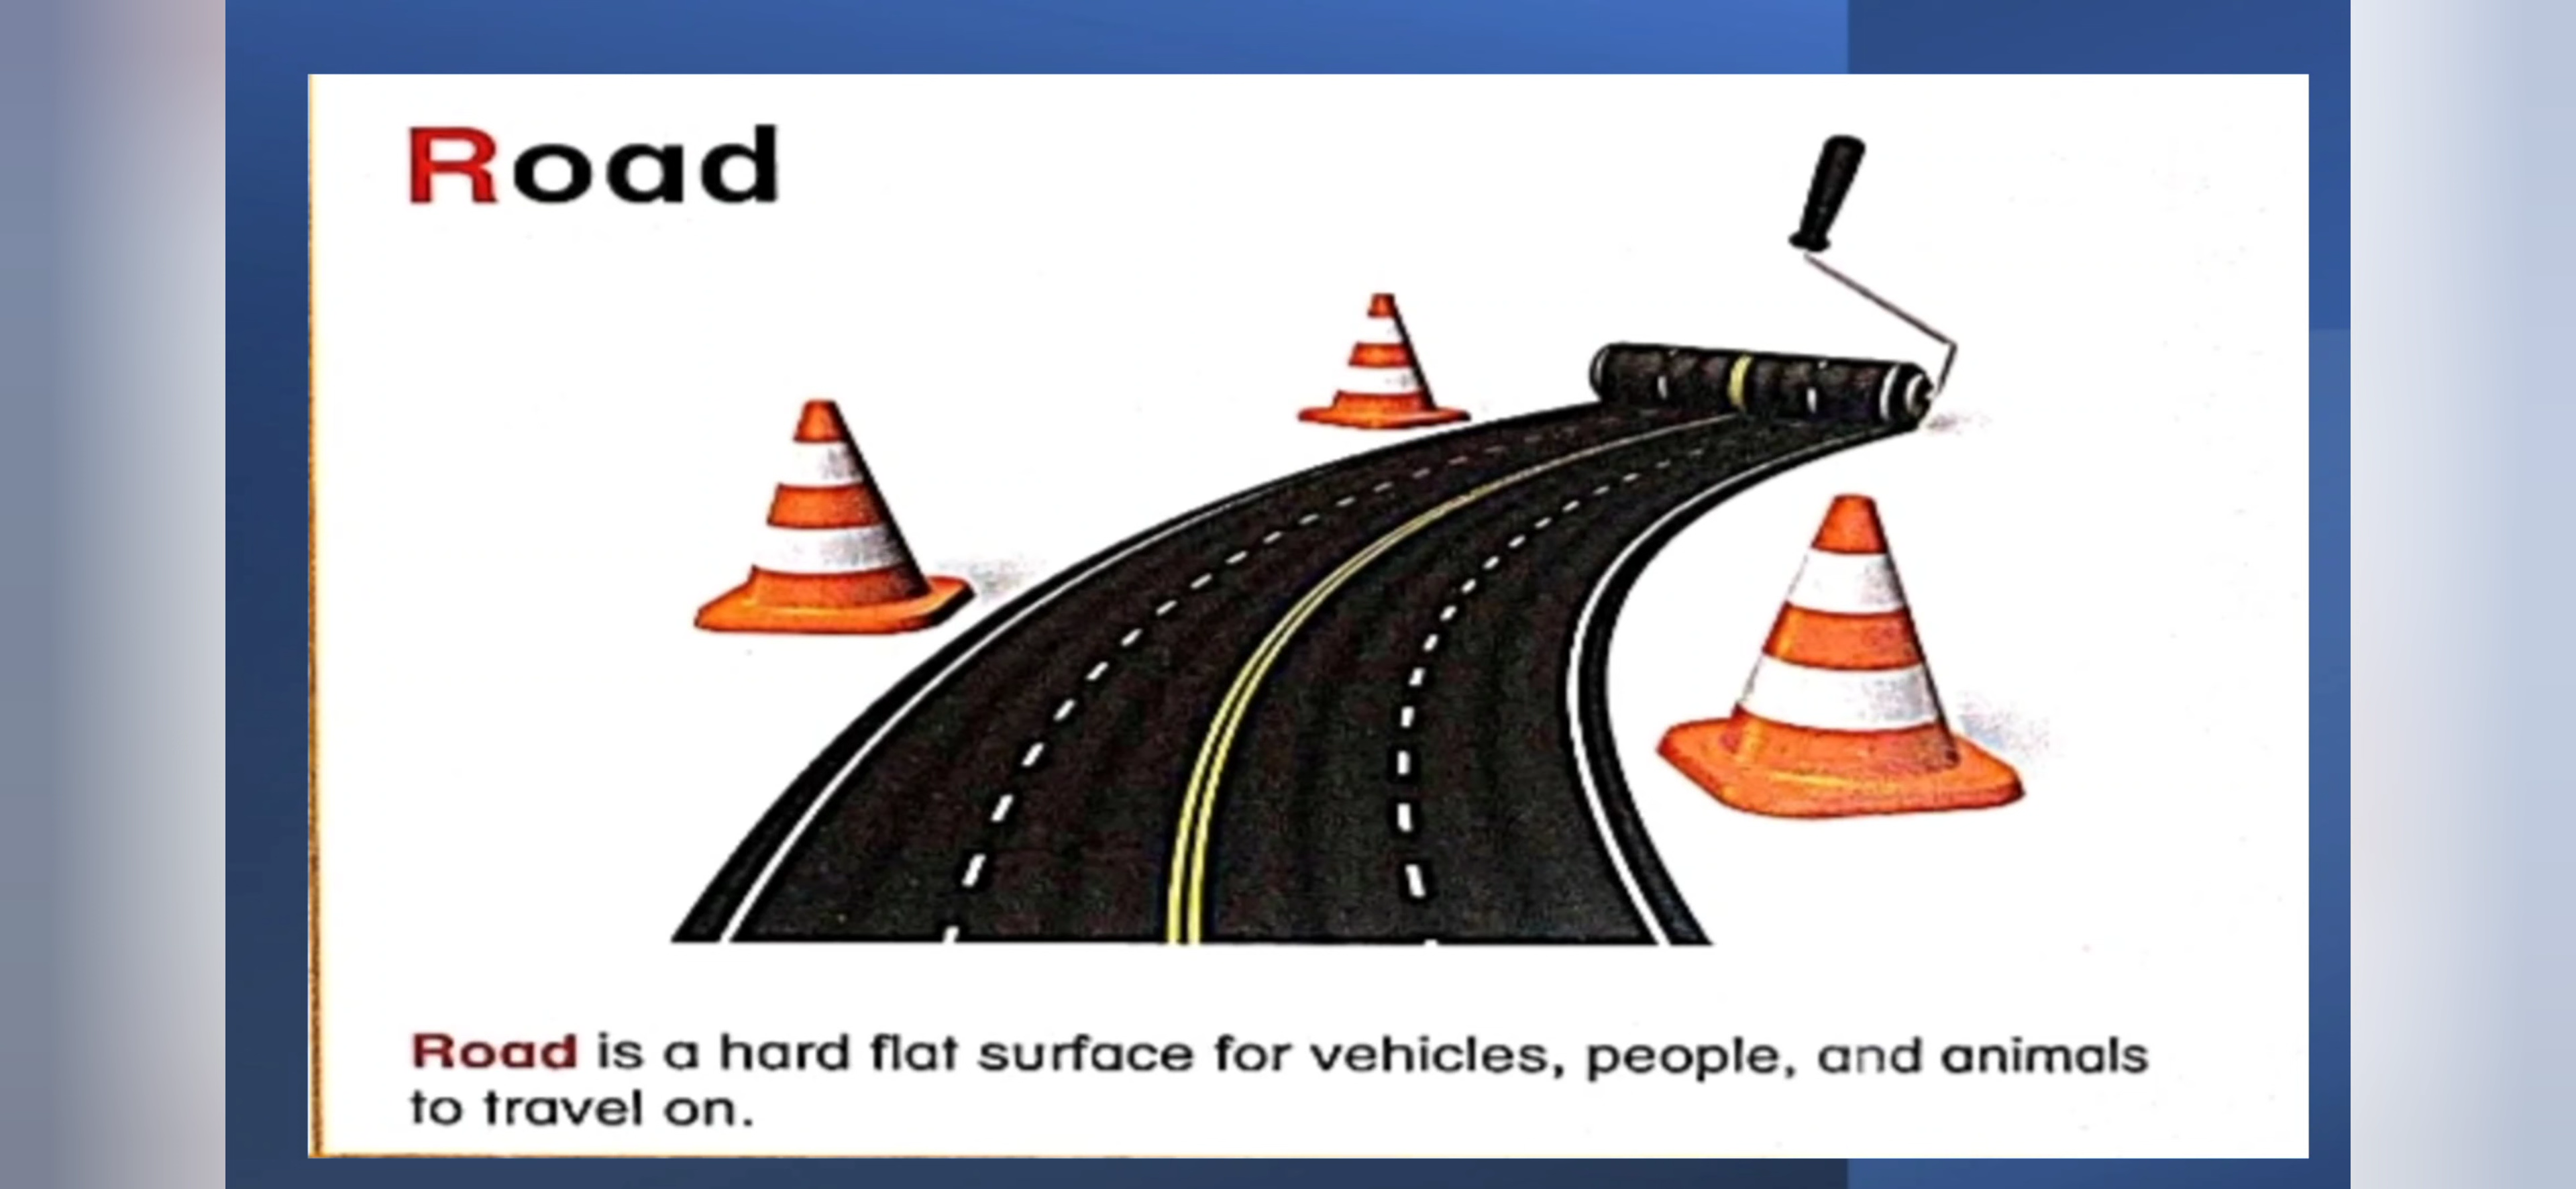 Road
Road is a hard flat surface for vehicles, people, and animals
to travel on.